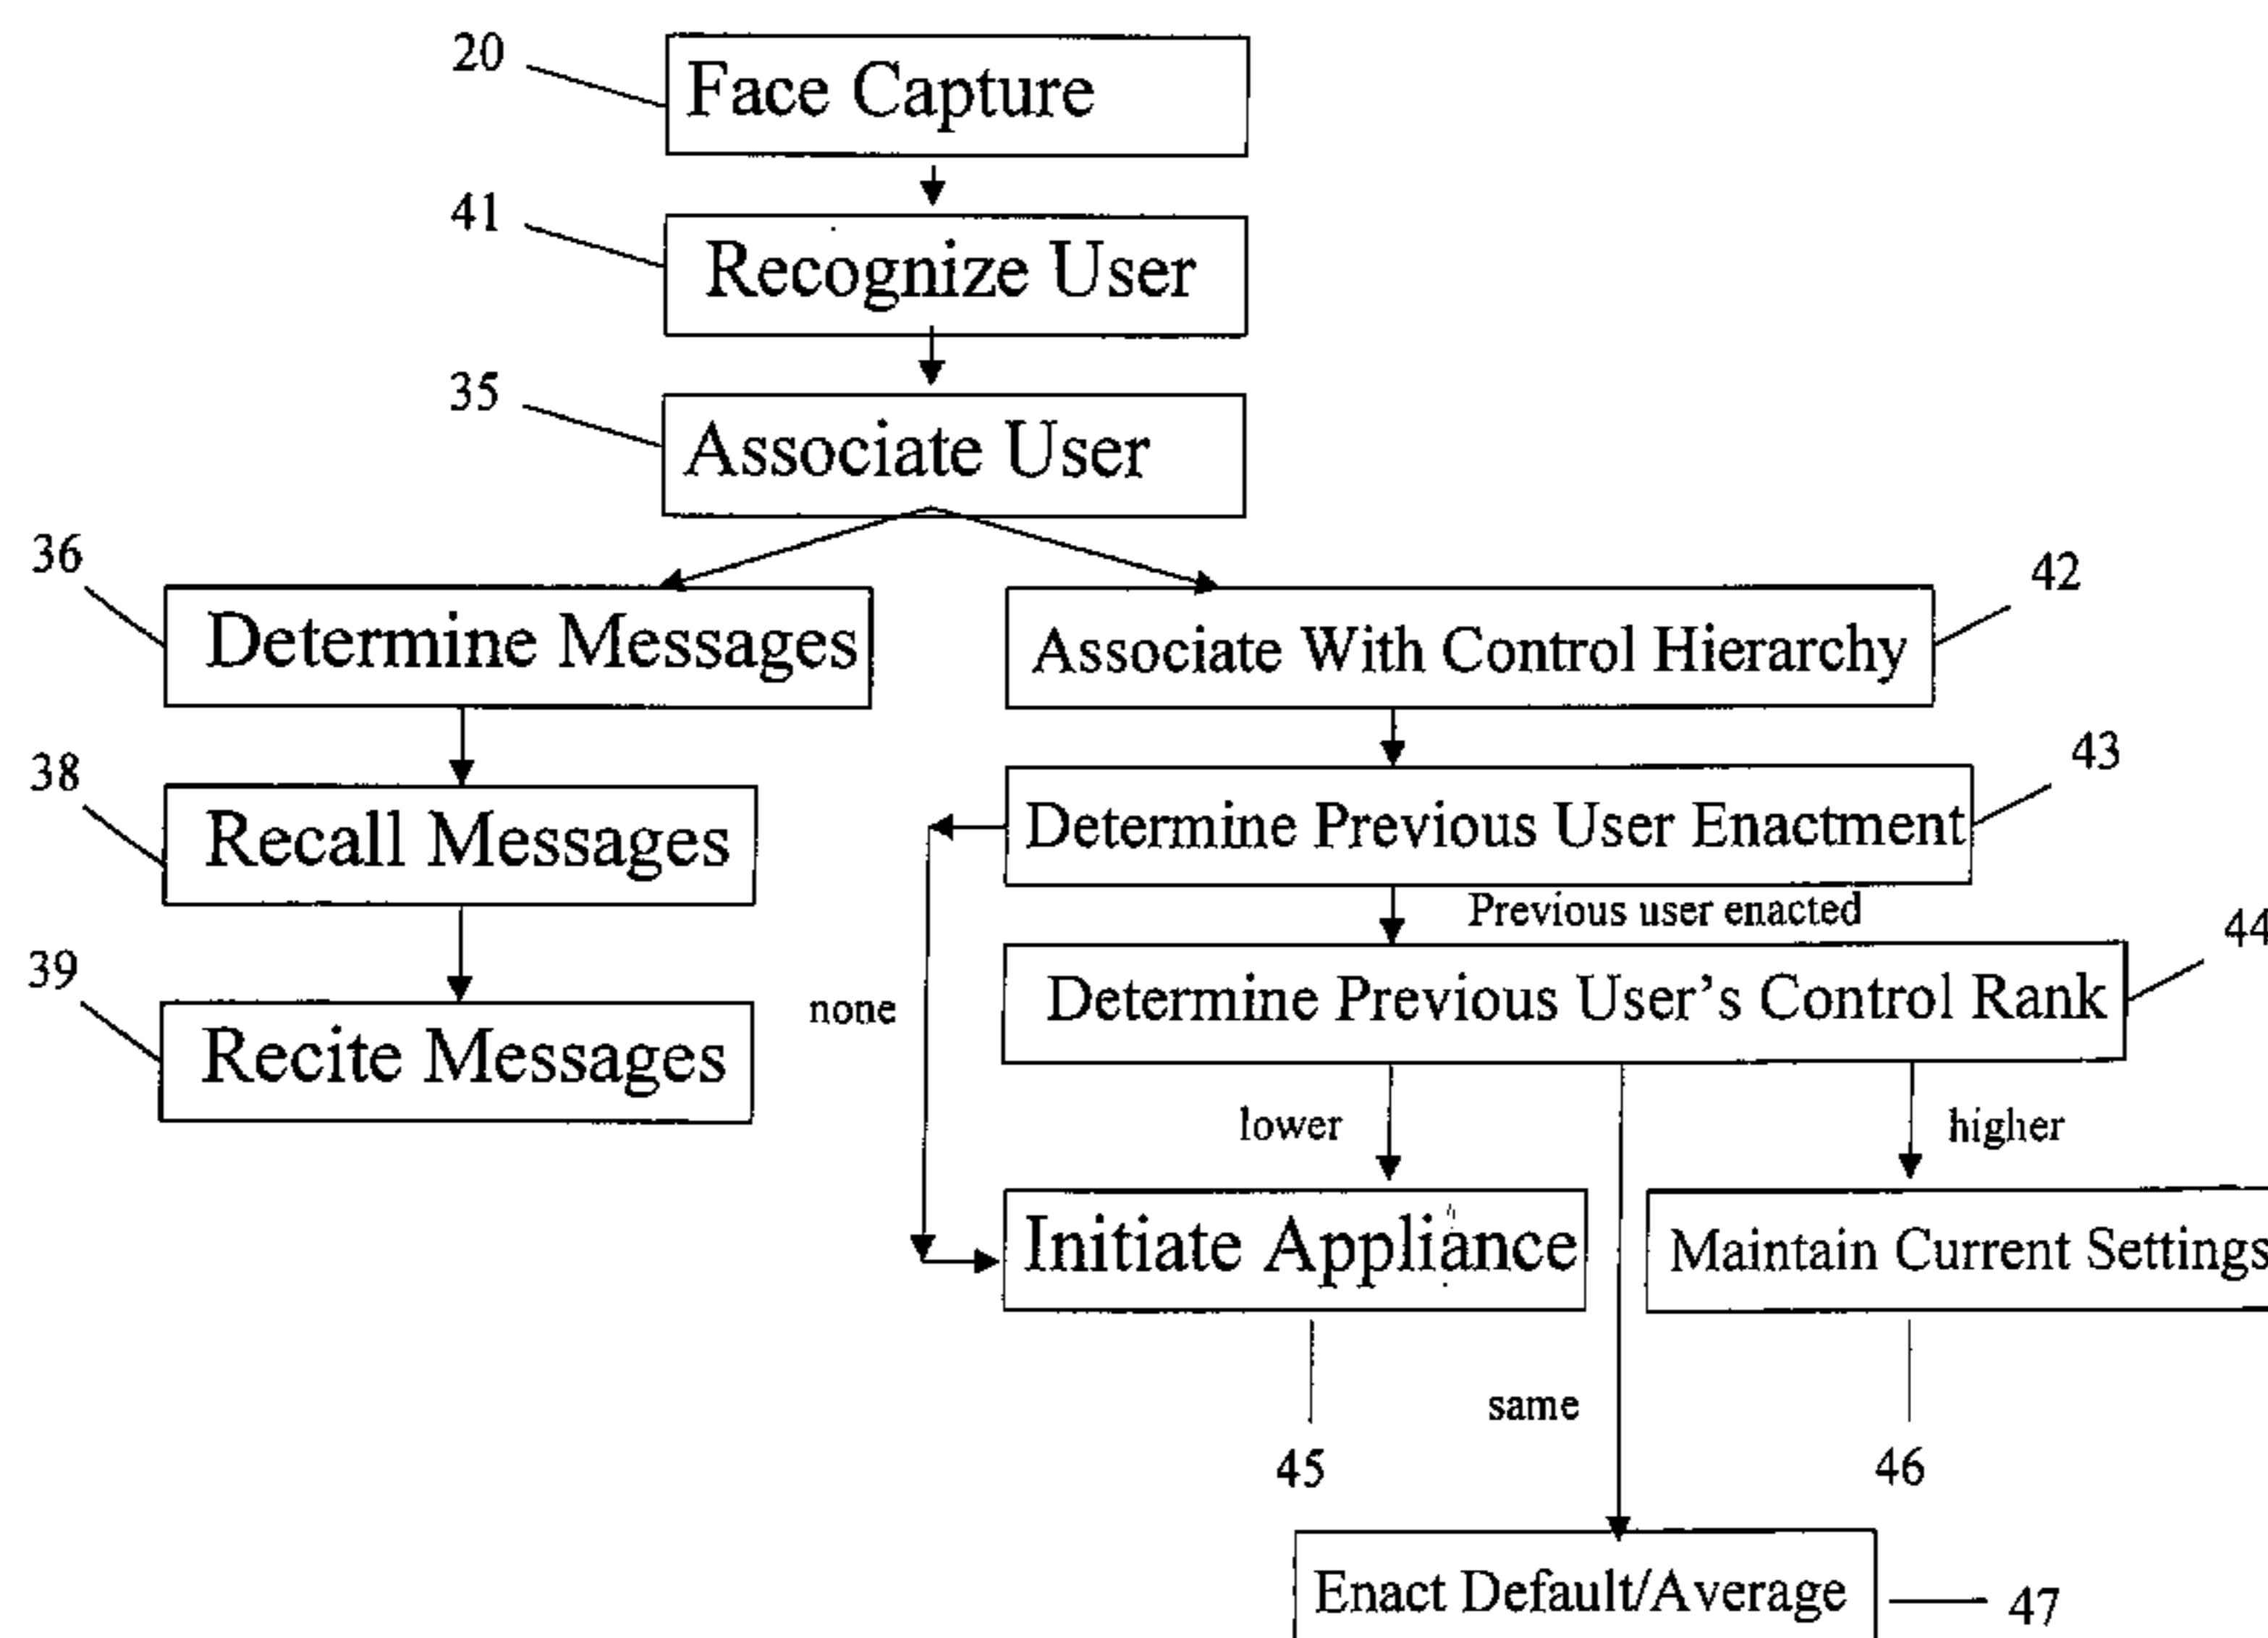 20
Face Capture
41
Recognize User
35
Associate User
36
Determine Messages
42
Associate With Control Hierarchy
43
Determine Previous User Enactment
38
Recall Messages
Previous user enacted
44
Determine Previous User's Control Rank
39
Recite Messages
none
lower
higher
Initiate Appliance
Maintain Current Settings
same
45
46
Enact Default/Average
47